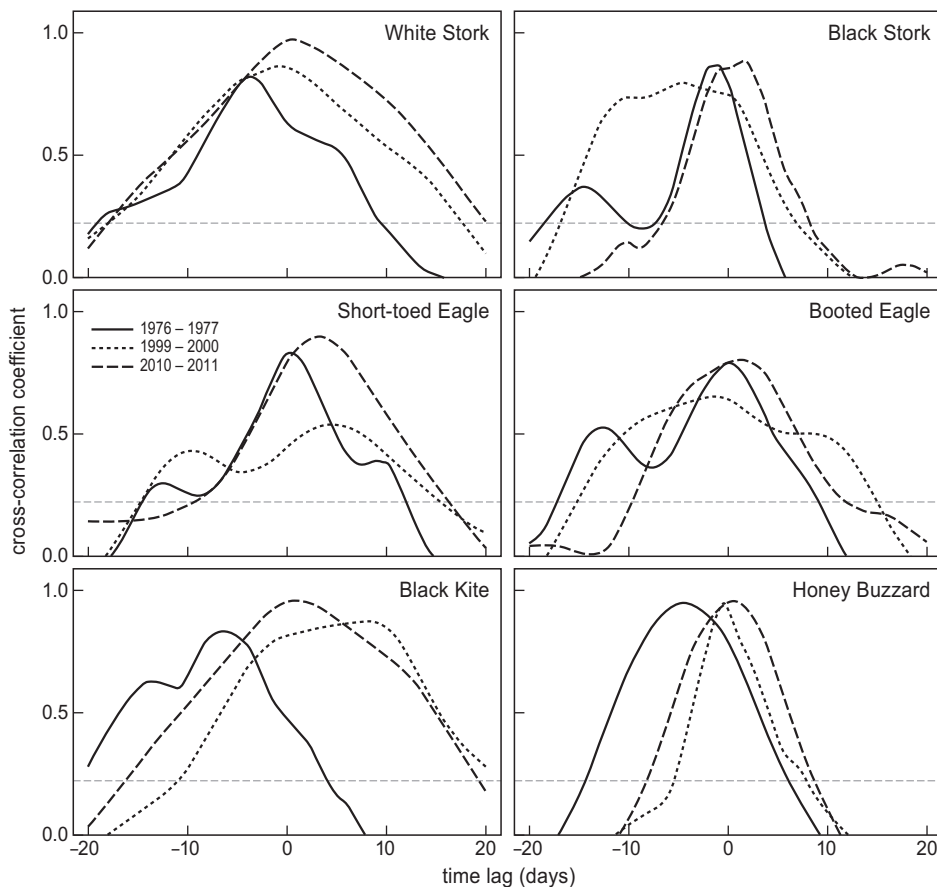 White Stork
Black Stork
1.0
0.5
0.0
Short-toed Eagle
Booted Eagle
1.0
1976 – 1977
1999 – 2000
2010 – 2011
0.5
0.0
cross-correlation coefficient
Black Kite
Honey Buzzard
1.0
0.5
0.0
–20 –10 0 10 20 –20 –10 0 10 20
time lag (days)